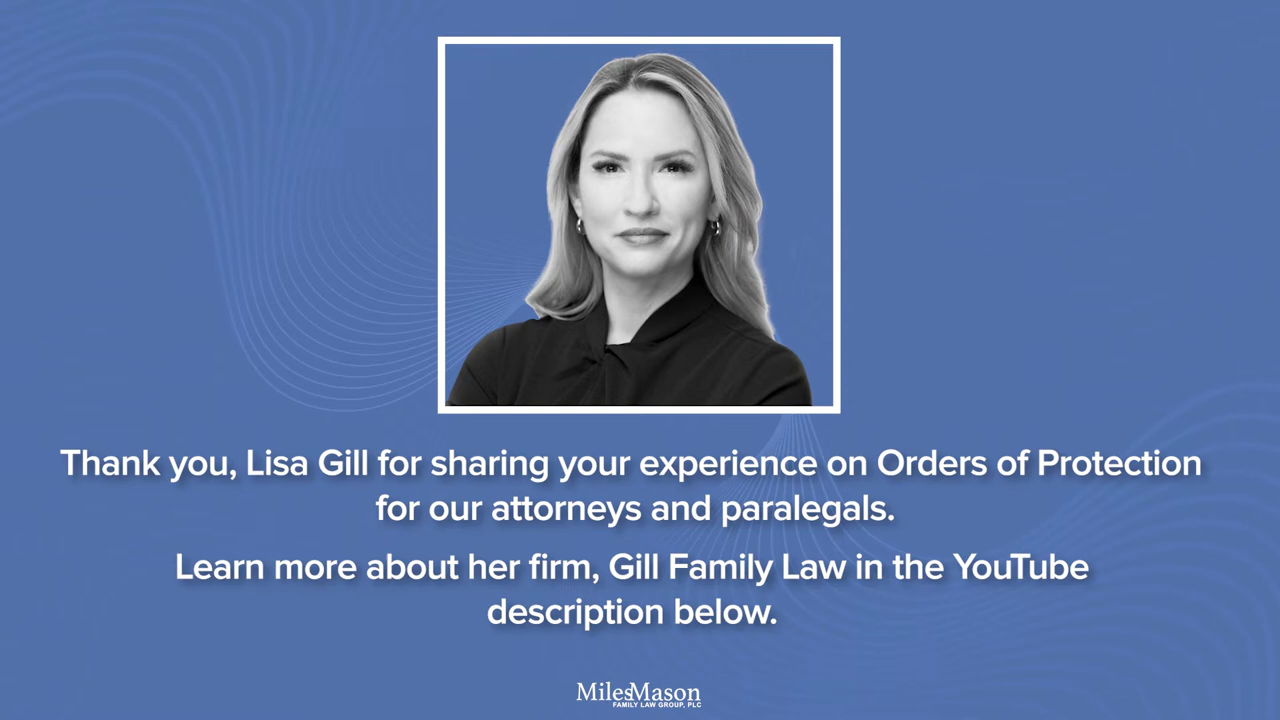 Thank you, Lisa Gill for sharing your experience on Orders of Protection
for our attorneys and paralegals.
Learn more about her firm, Gill Family Law in the YouTube
description below.
MilesMason
FAMILY LAW GROUP, PLC